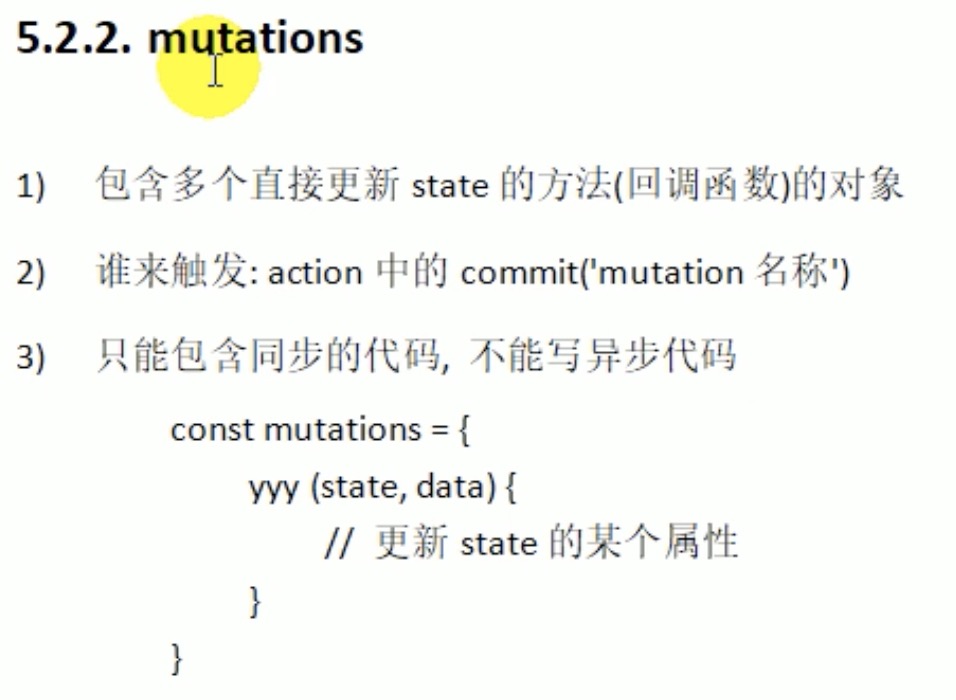 5.2.2. mutations
1) 包含多个直接更新 state 的方法(回调函数)的对象
2) 谁来触发: action 中的 commit('mutation 名称')
3) 只能包含同步的代码, 不能写异步代码
const mutations = {
yyy (state, data) {
// 更新 state 的某个属性
}
}